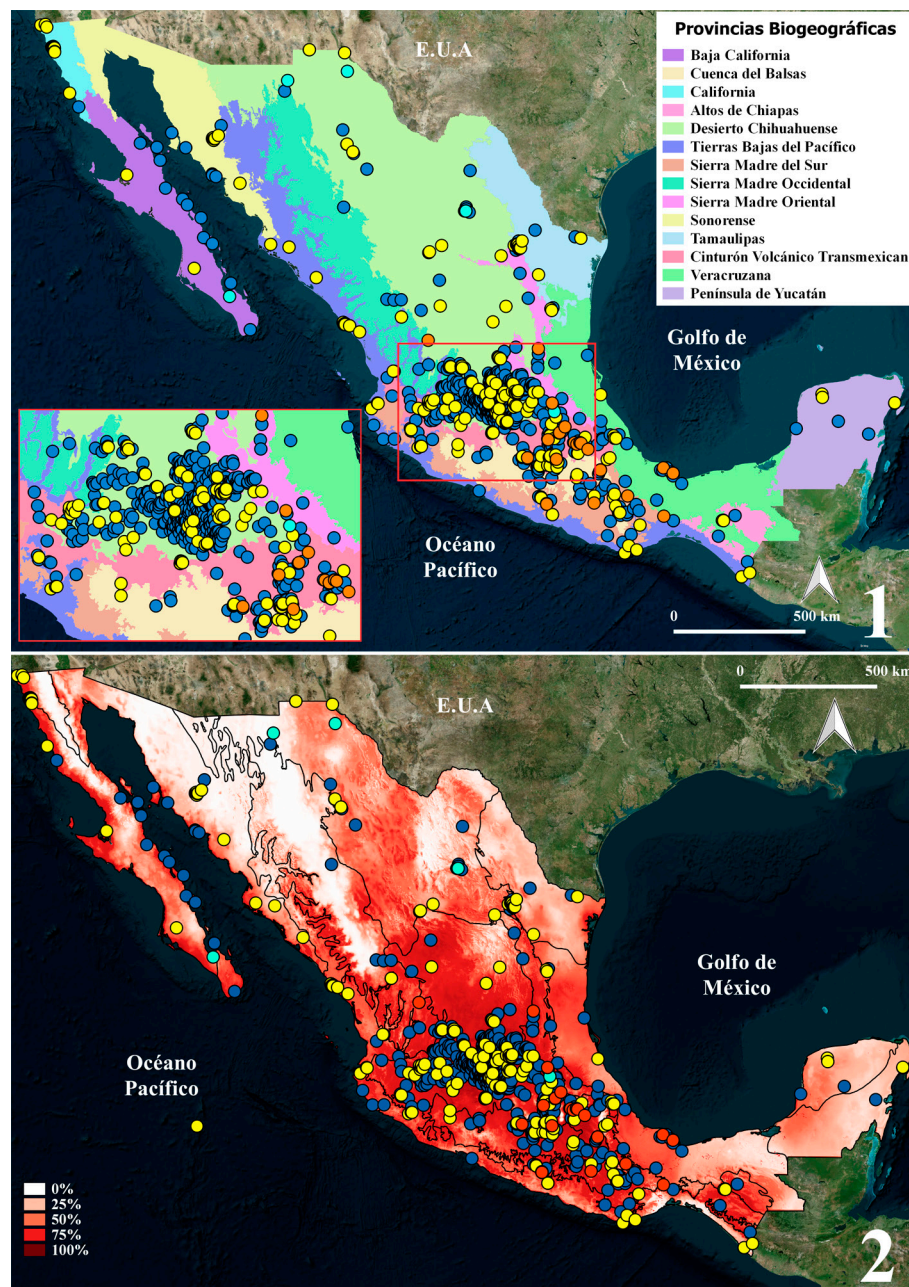 E.U.A
Provincias Biogeográficas
Baja California
Cuenca del Balsas
California
Altos de Chiapas
Desierto Chihuahuense
Tierras Bajas del Pacífico
Sierra Madre del Sur
Sierra Madre Occidental
Sierra Madre Oriental
Sonorense
Tamaulipas
Cinturón Volcánico Transmexican
Veracruzana
Península de Yucatán
Golfo de
México
Océano
Pacífico
0 500 km
1
0 500 km
E.U.A
Golfo de
México
Océano
Pacífico
0%
25%
50%
75%
100%
2